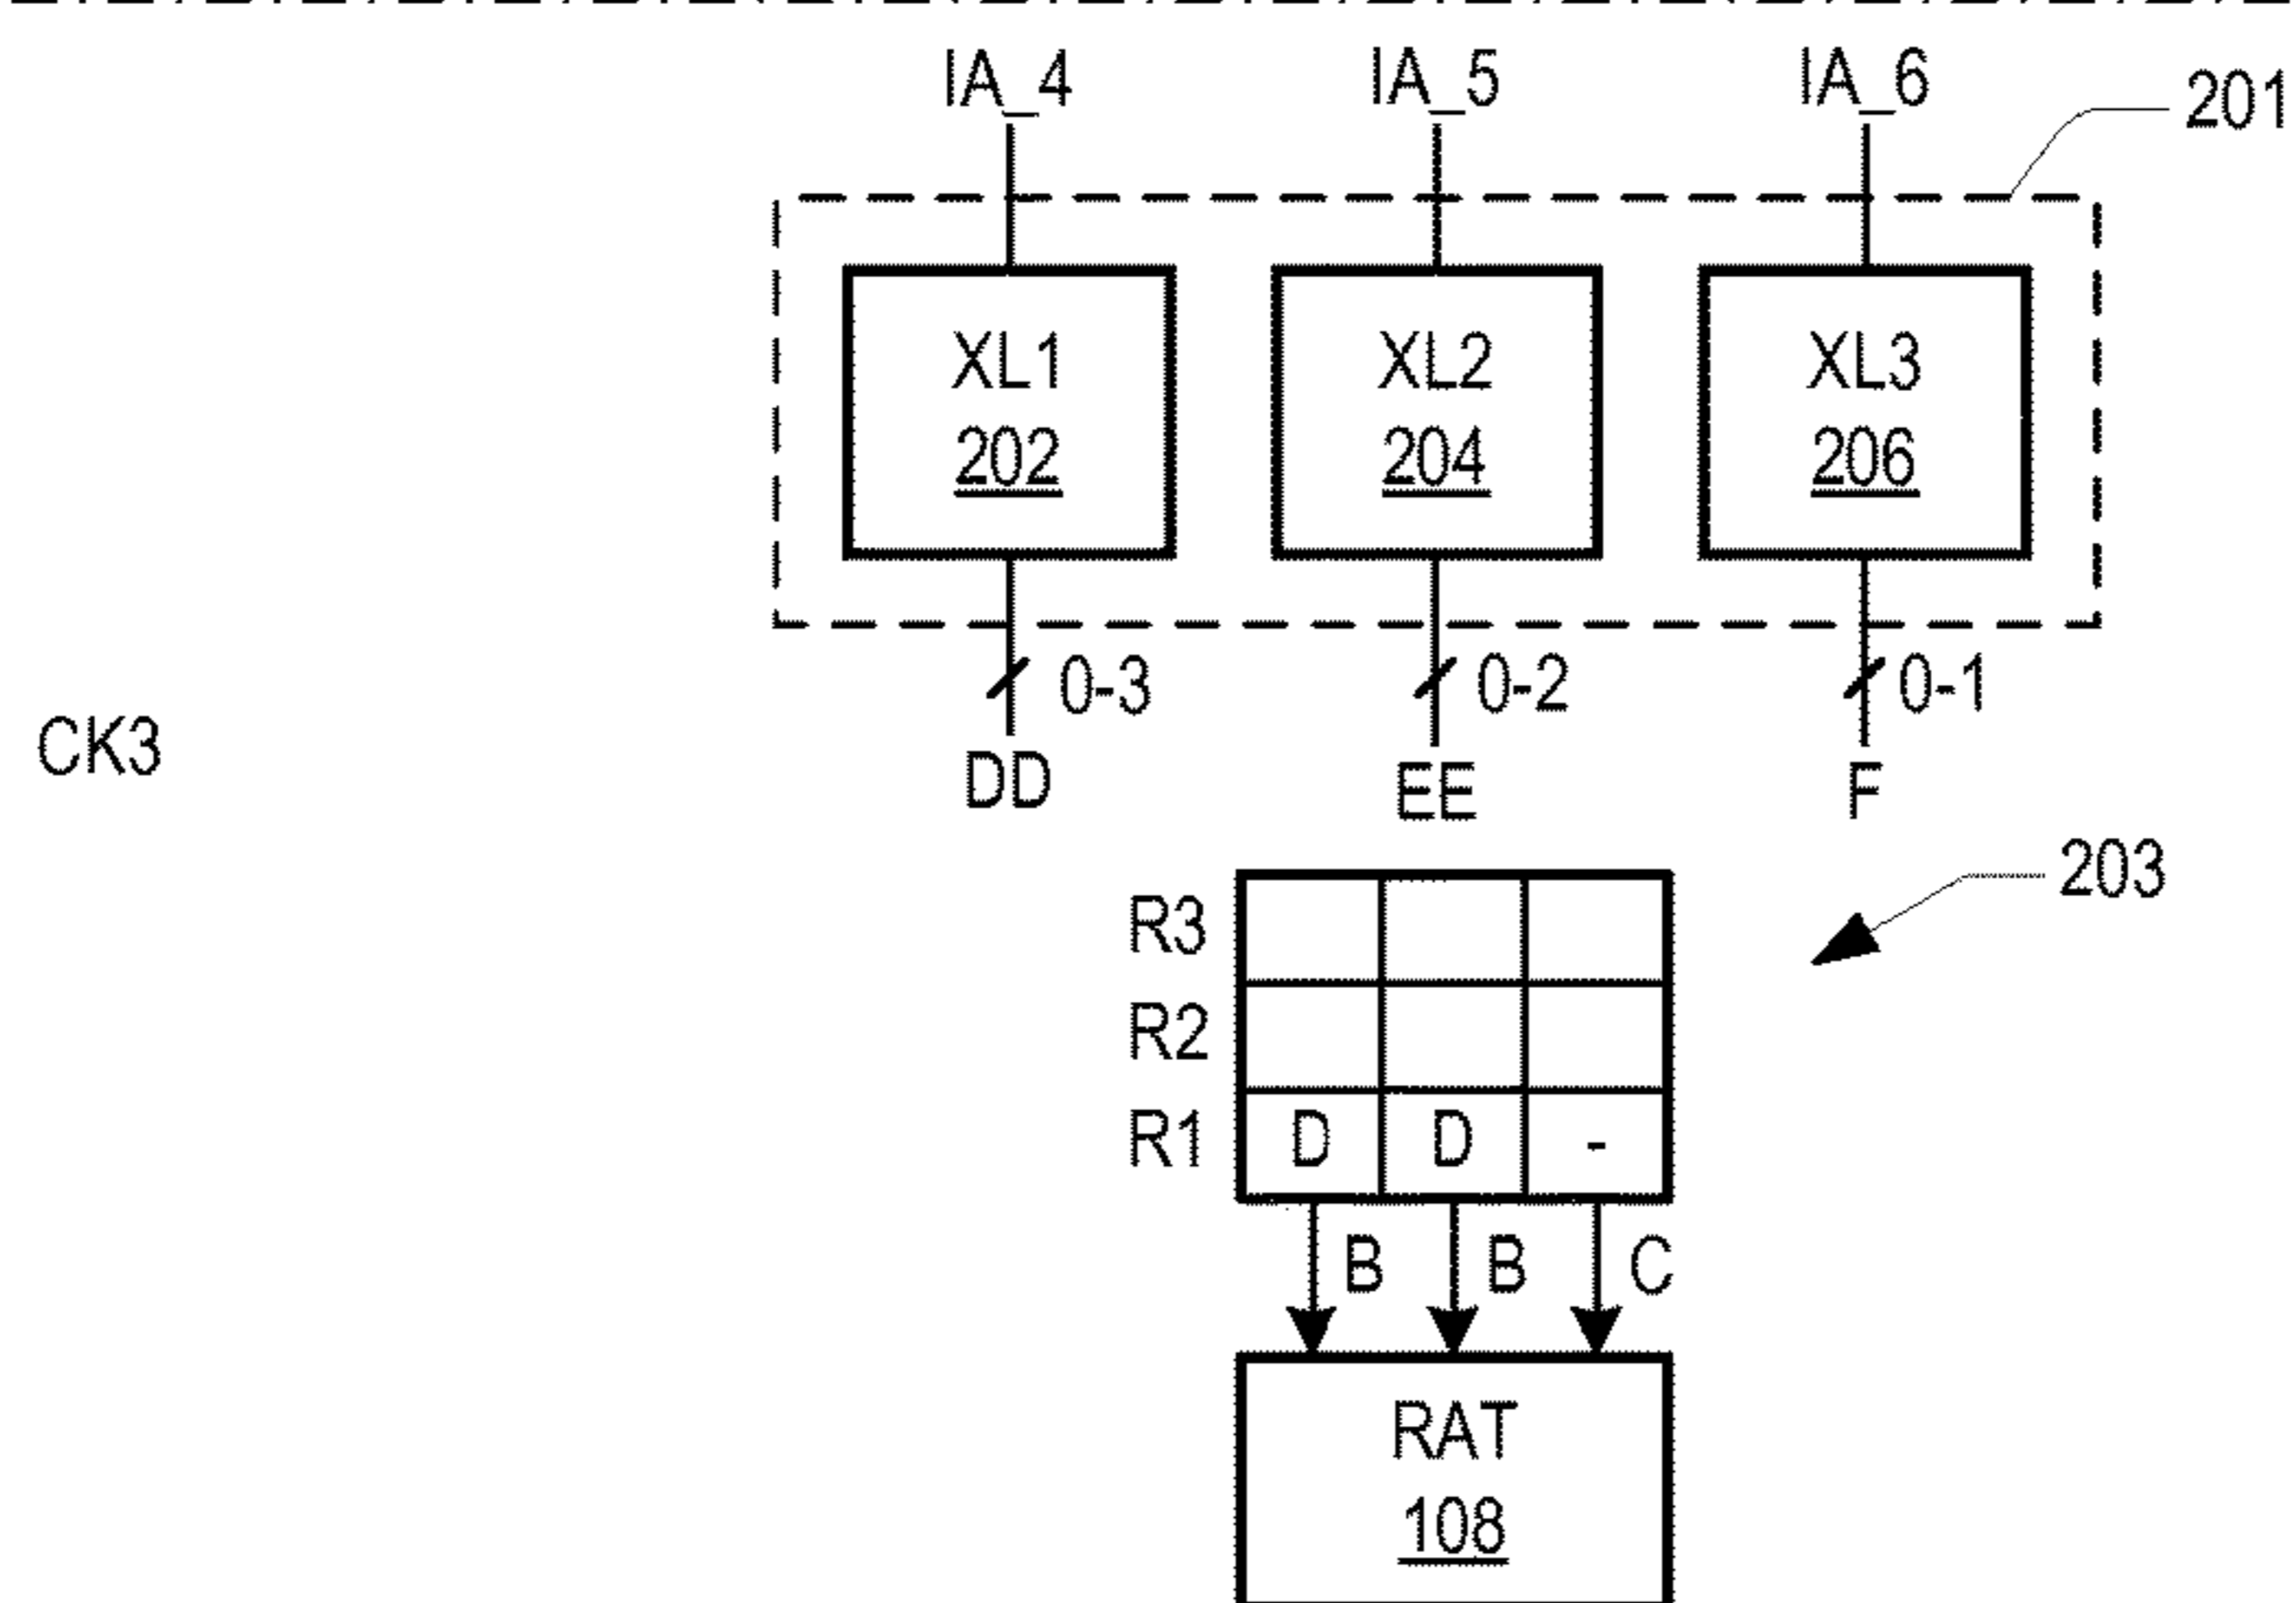 IA_4 IA_5 IA_6
201
XL1 XL2 XL3
202 204 206
0-3 0-2 0-1
CK3
DD EE F
203
R3
R2
R1 D D -
B B C
RAT
108